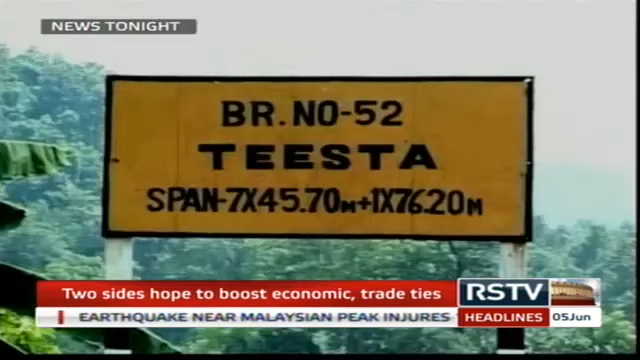 NEWS TONIGHT
BR. NO-52
TEESTA
SPAN-7X45.70M+1X76.20M
Two sides hope to boost economic, trade ties
RSTV
EARTHQUAKE NEAR MALAYSIAN PEAK INJURES
HEADLINES
05Jun